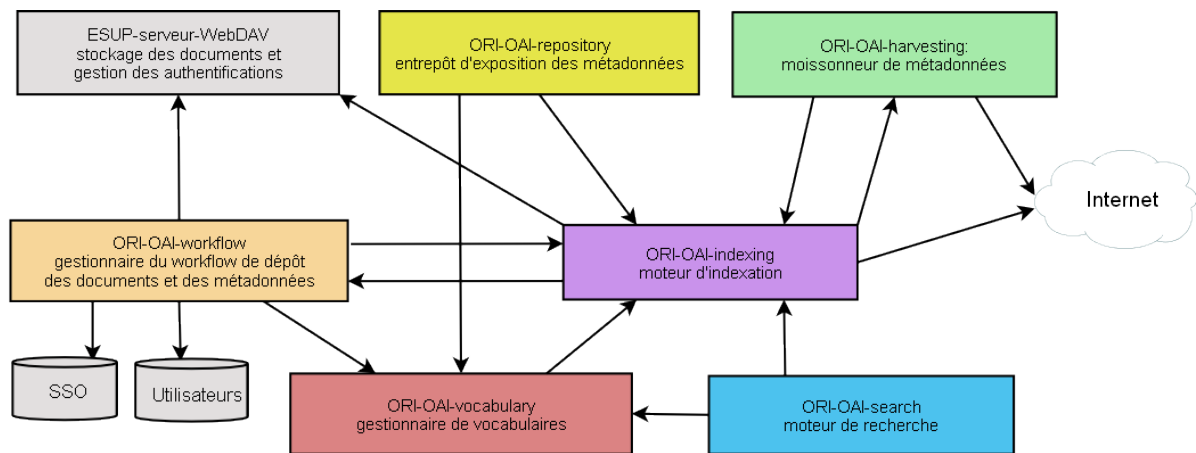 ESUP-serveur-WebDAV
stockage des documents et
gestion des authentifications
ORI-OAI-repository
entrepôt d'exposition des métadonnées
ORI-OAI-harvesting:
moissonneur de métadonnées
Internet
ORI-OAI-workflow
gestionnaire du workflow de dépôt
des documents et des métadonnées
ORI-OAI-indexing
moteur d'indexation
SSO
Utilisateurs
ORI-OAI-vocabulary
gestionnaire de vocabulaires
ORI-OAI-search
moteur de recherche